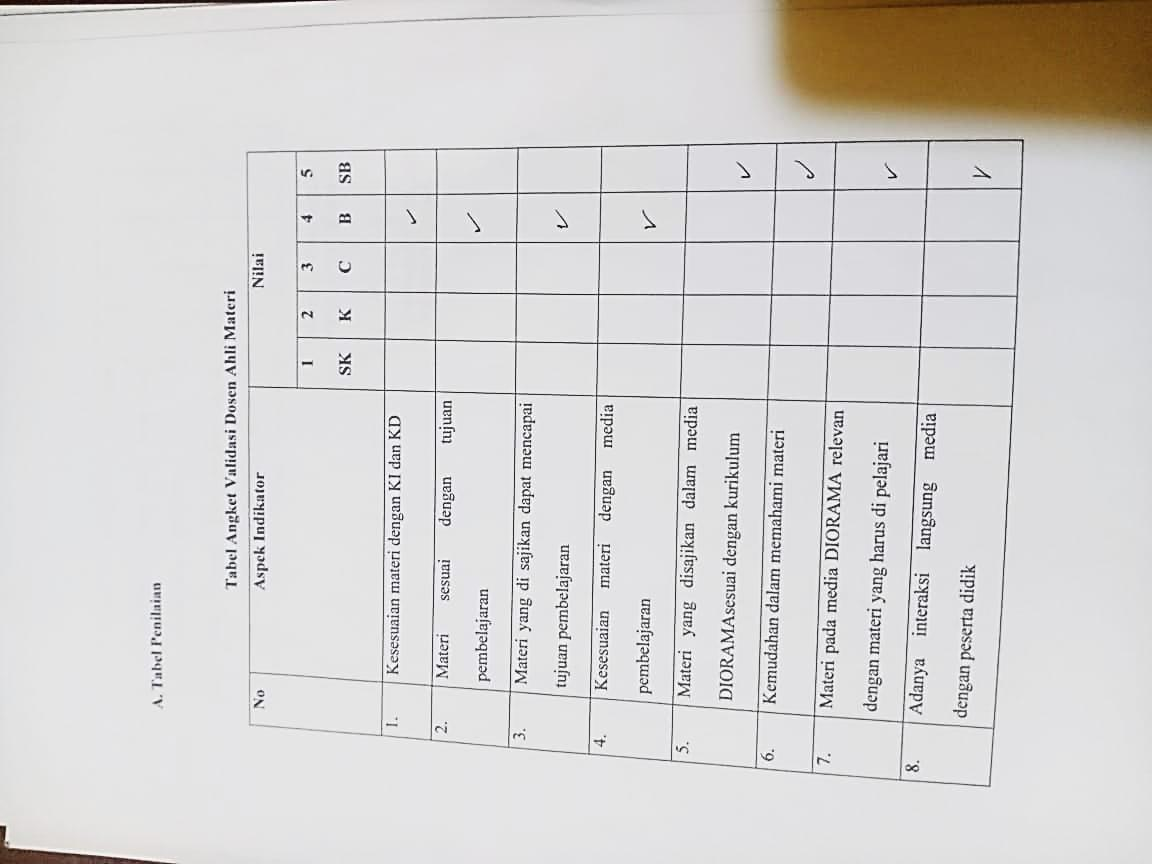 A. Tabel Penilaian
Tabel Angket Validasi Dosen Ahli Materi
No Aspek Indikator Nilai
1 2 3 4 5
SK K C B SB
1. Kesesuaian materi dengan KI dan KD ✓
2. Materi sesuai dengan tujuan
pembelajaran ✓
3. Materi yang di sajikan dapat mencapai
tujuan pembelajaran ✓
4. Kesesuaian materi dengan media
pembelajaran ✓
5. Materi yang disajikan dalam media
DIORAMAsesuai dengan kurikulum ✓
6. Kemudahan dalam memahami materi ✓
7. Materi pada media DIORAMA relevan
dengan materi yang harus di pelajari ✓
8. Adanya interaksi langsung media
dengan peserta didik ✓